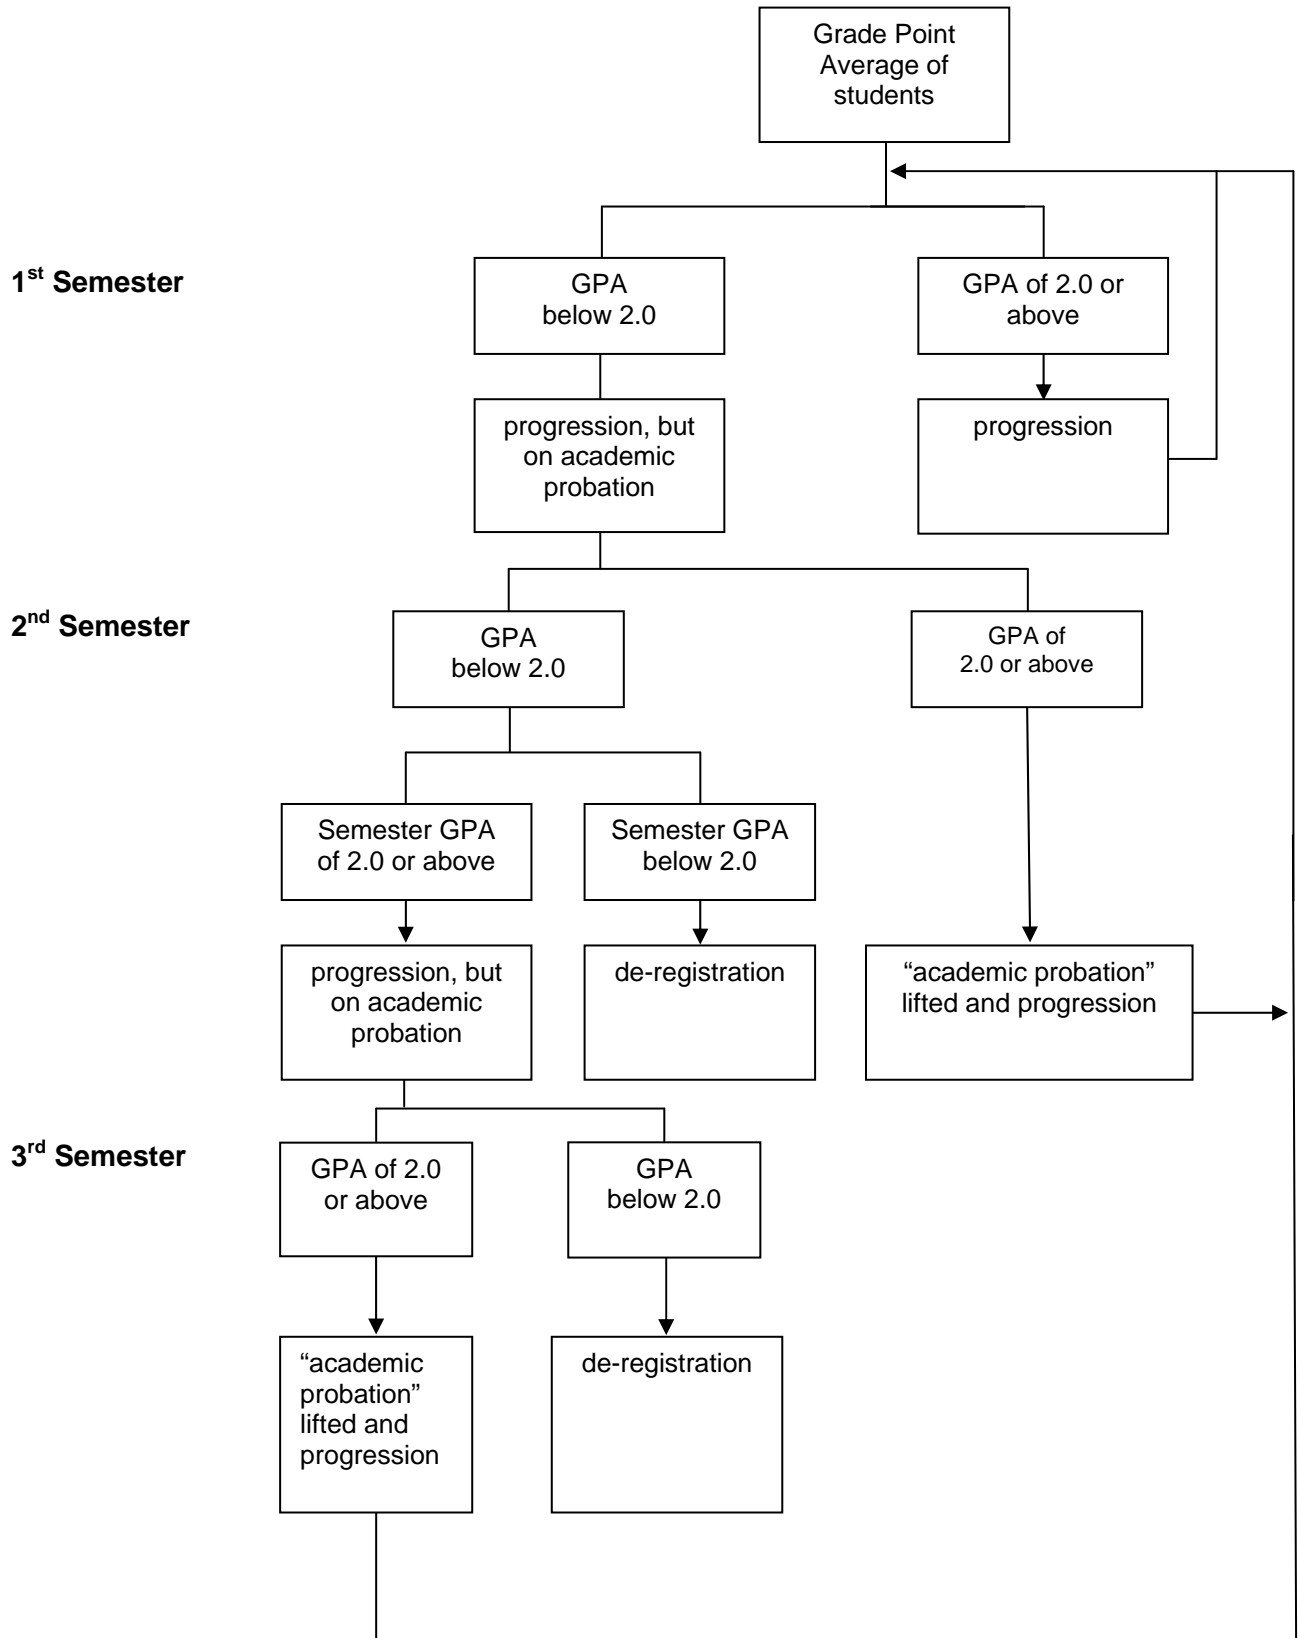 Grade Point
Average of
students
1st Semester
GPA
below 2.0
GPA of 2.0 or
above
progression, but
on academic
probation
progression
2nd Semester
GPA
below 2.0
GPA of
2.0 or above
Semester GPA
of 2.0 or above
Semester GPA
below 2.0
progression, but
on academic
probation
de-registration
“academic probation”
lifted and progression
3rd Semester
GPA of 2.0
or above
GPA
below 2.0
“academic
probation”
lifted and
progression
de-registration